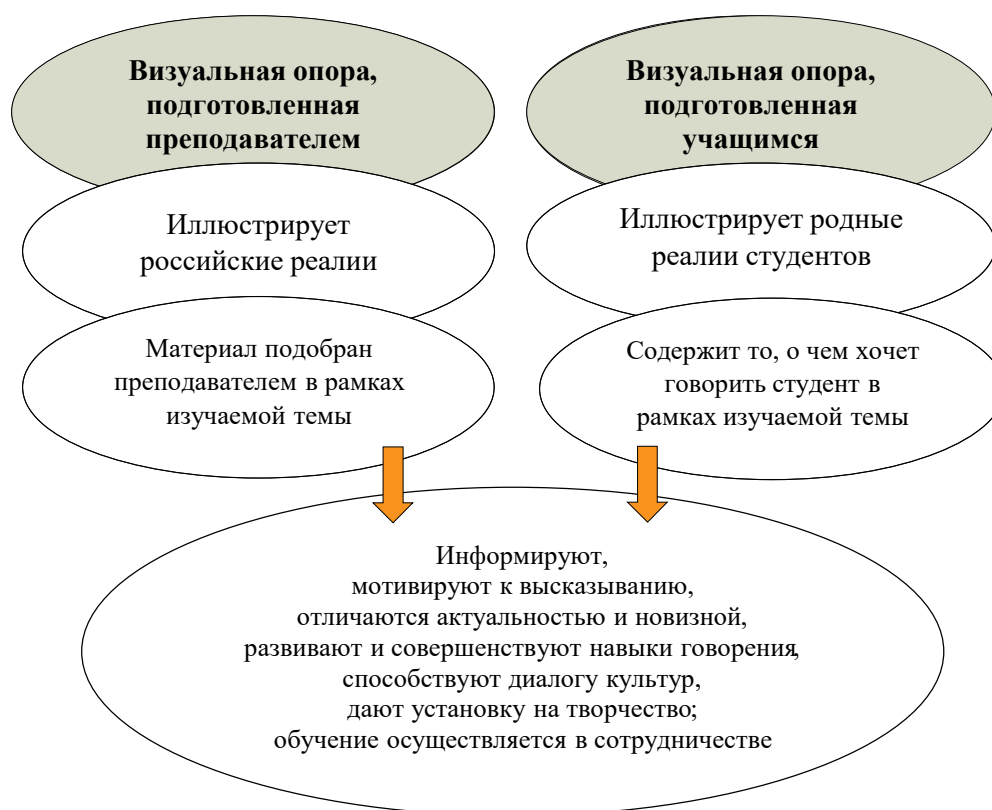 Визуальная опора,
подготовленная
преподавателем
Иллюстрирует
российские реалии
Материал подобран
преподавателем в рамках
изучаемой темы
Визуальная опора,
подготовленная
учащимся
Иллюстрирует родные
реалии студентов
Содержит то, о чем хочет
говорить студент в
рамках изучаемой темы
Информируют,
мотивируют к высказыванию,
отличаются актуальностью и новизной,
развивают и совершенствуют навыки говорения,
способствуют диалогу культур,
дают установку на творчество;
обучение осуществляется в сотрудничестве